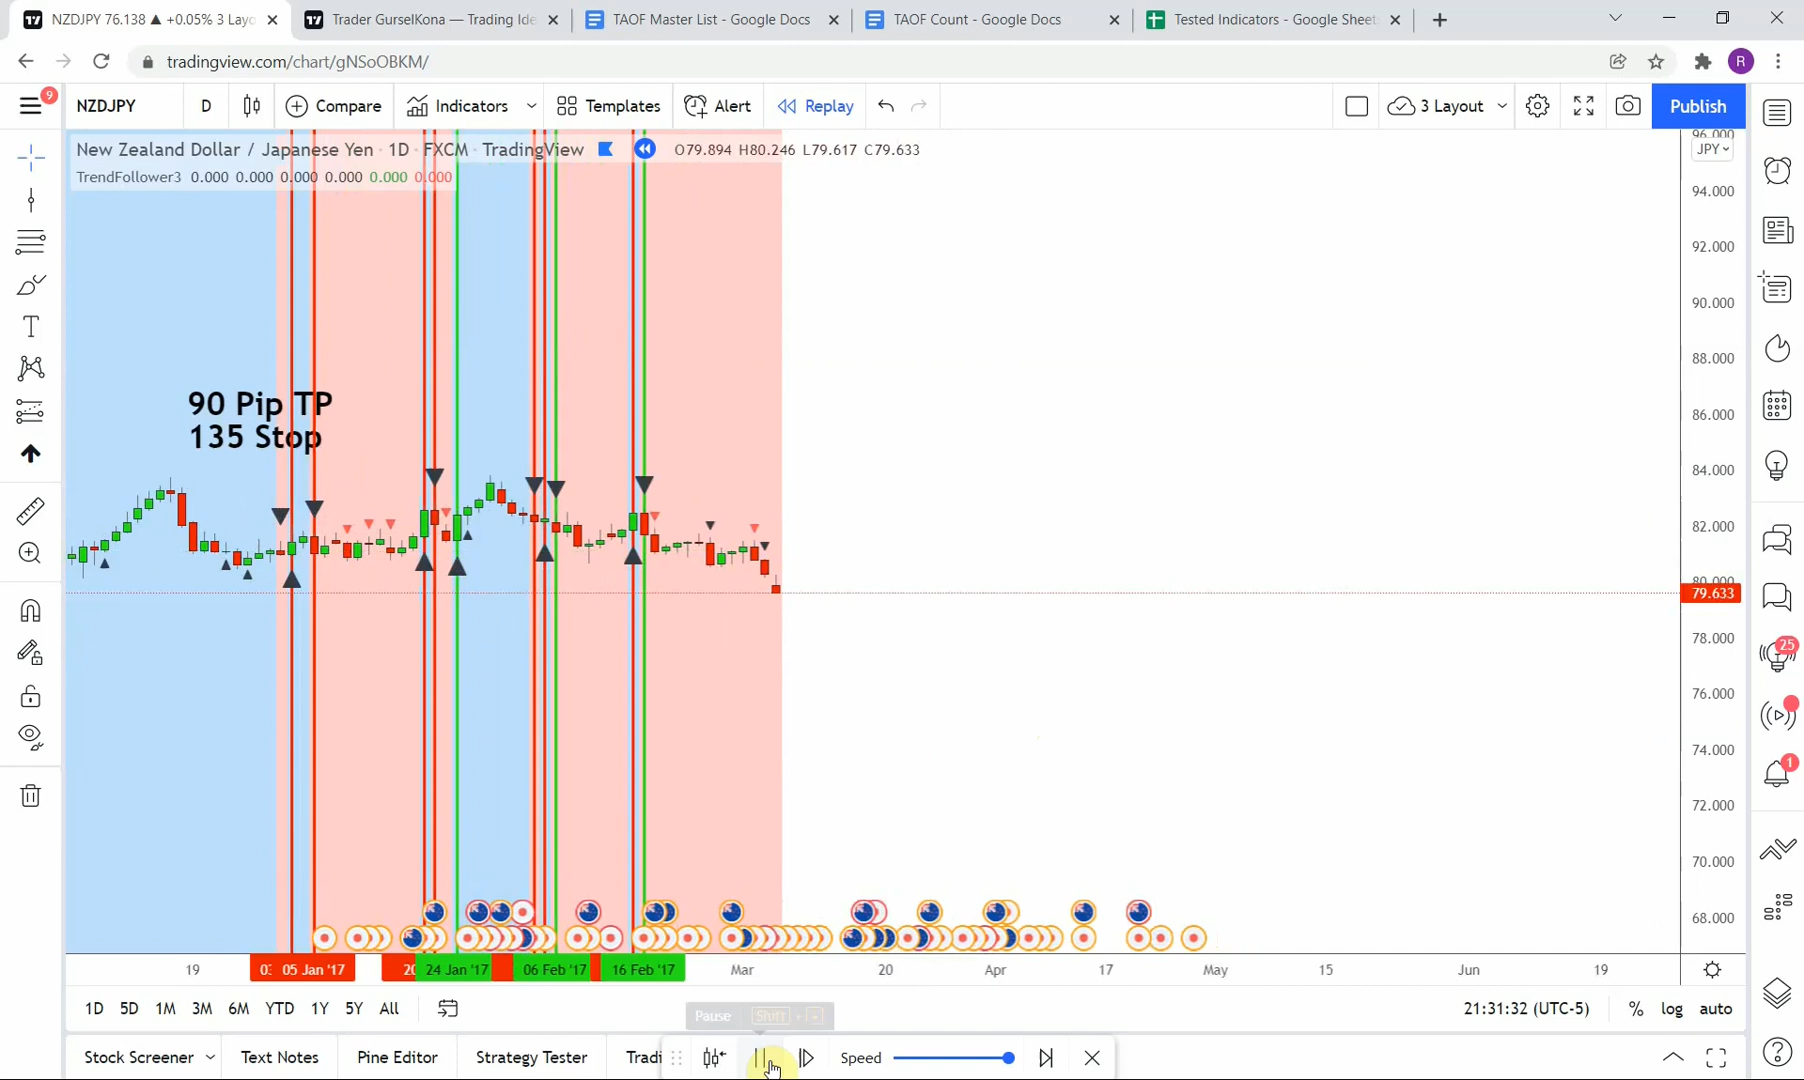 NZDJPY 76.138 ▲ +0.05% 3 Layo
Trader GurselKona — Trading Ide
TAOF Master List - Google Docs
TAOF Count - Google Docs
Tested Indicators - Google Sheet
tradingview.com/chart/gNSoOBKM/
R
9
NZDJPY
D
Compare
Indicators
Templates
Alert
Replay
3 Layout
Publish
New Zealand Dollar / Japanese Yen · 1D · FXCM · TradingView
O79.894 H80.246 L79.617 C79.633
TrendFollower3 0.000 0.000 0.000 0.000 0.000 0.000
JPY
96.000
94.000
92.000
90.000
88.000
86.000
84.000
82.000
80.000
79.633
78.000
76.000
74.000
72.000
70.000
68.000
90 Pip TP
135 Stop
25
1
19
05 Jan '17
20
24 Jan '17
06 Feb '17
16 Feb '17
Mar
20
Apr
17
May
15
Jun
19
1D 5D 1M 3M 6M YTD 1Y 5Y All
Pause Shift +
21:31:32 (UTC-5)
% log auto
Stock Screener
Text Notes
Pine Editor
Strategy Tester
Tradi
Speed